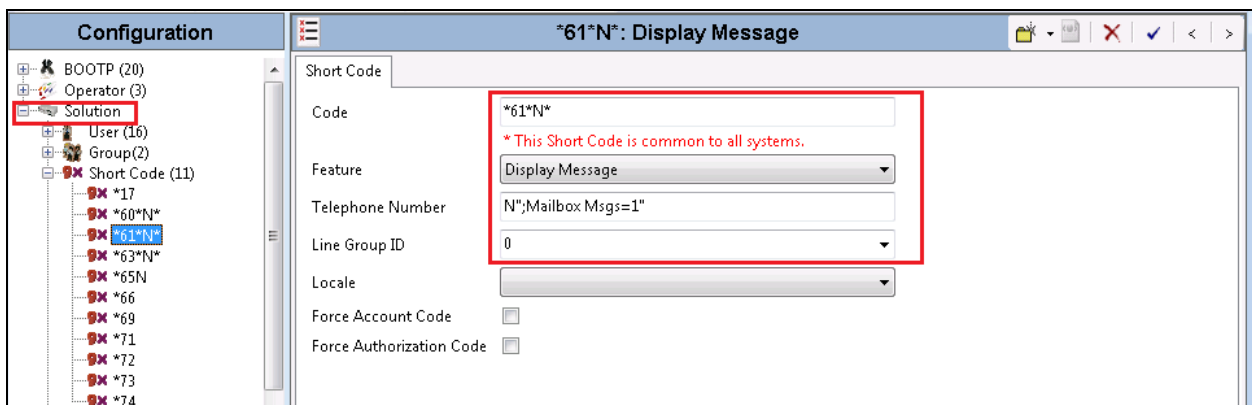 Configuration
BOOTP (20)
Operator (3)
Solution
User (16)
Group(2)
Short Code (11)
*17
*60*N*
*61*N*
*63*N*
*65N
*66
*69
*71
*72
*73
*74
*61*N*: Display Message
Short Code
Code *61*N*
* This Short Code is common to all systems.
Feature Display Message
Telephone Number N";Mailbox Msgs=1"
Line Group ID 0
Locale
Force Account Code
Force Authorization Code